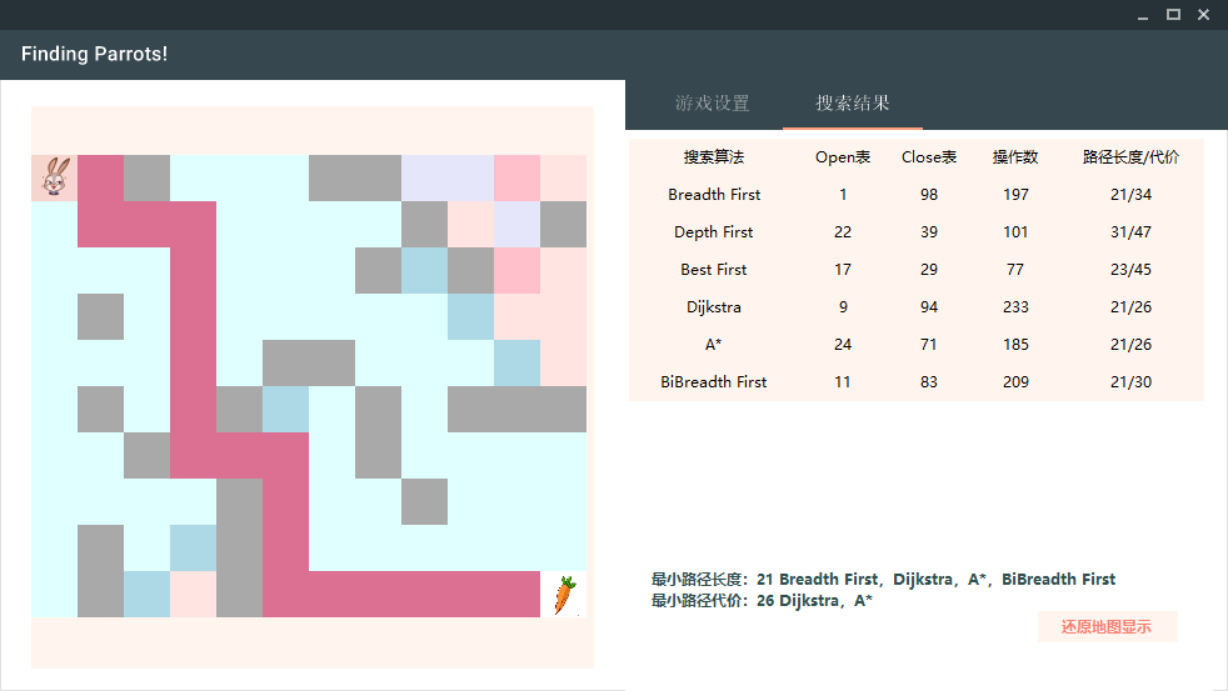 Finding Parrots!
游戏设置 搜索结果
搜索算法 Open表 Close表 操作数 路径长度/代价
Breadth First 1 98 197 21/34
Depth First 22 39 101 31/47
Best First 17 29 77 23/45
Dijkstra 9 94 233 21/26
A* 24 71 185 21/26
BiBreadth First 11 83 209 21/30
最小路径长度：21 Breadth First，Dijkstra，A*，BiBreadth First
最小路径代价：26 Dijkstra，A*
还原地图显示